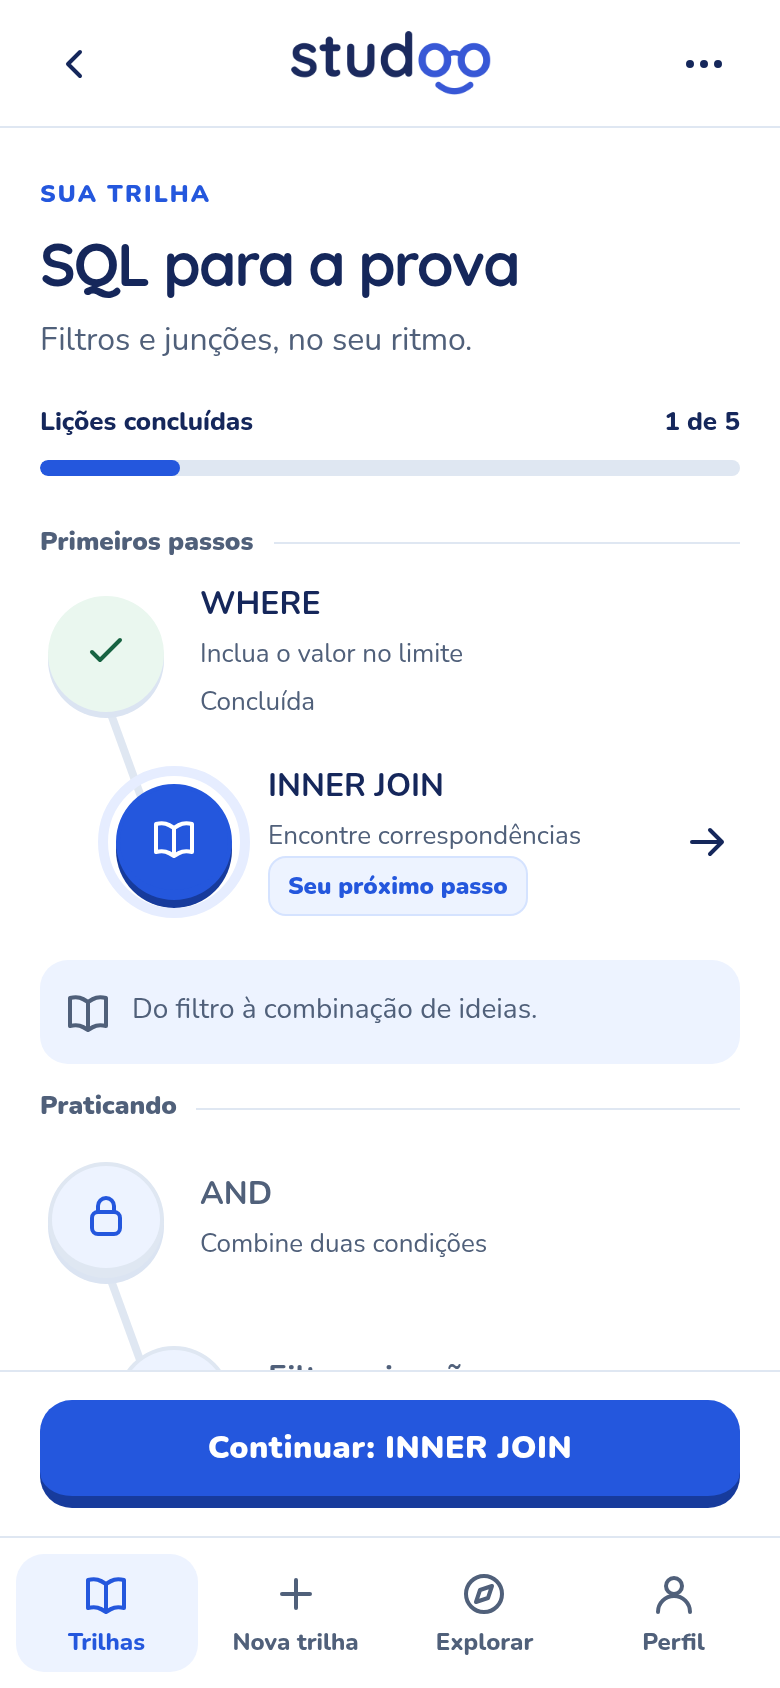 studoo
SUA TRILHA
SQL para a prova
Filtros e junções, no seu ritmo.
Lições concluídas
1 de 5
Primeiros passos
WHERE
Inclua o valor no limite
Concluída
INNER JOIN
Encontre correspondências
Seu próximo passo
Do filtro à combinação de ideias.
Praticando
AND
Combine duas condições
Continuar: INNER JOIN
Trilhas
Nova trilha
Explorar
Perfil